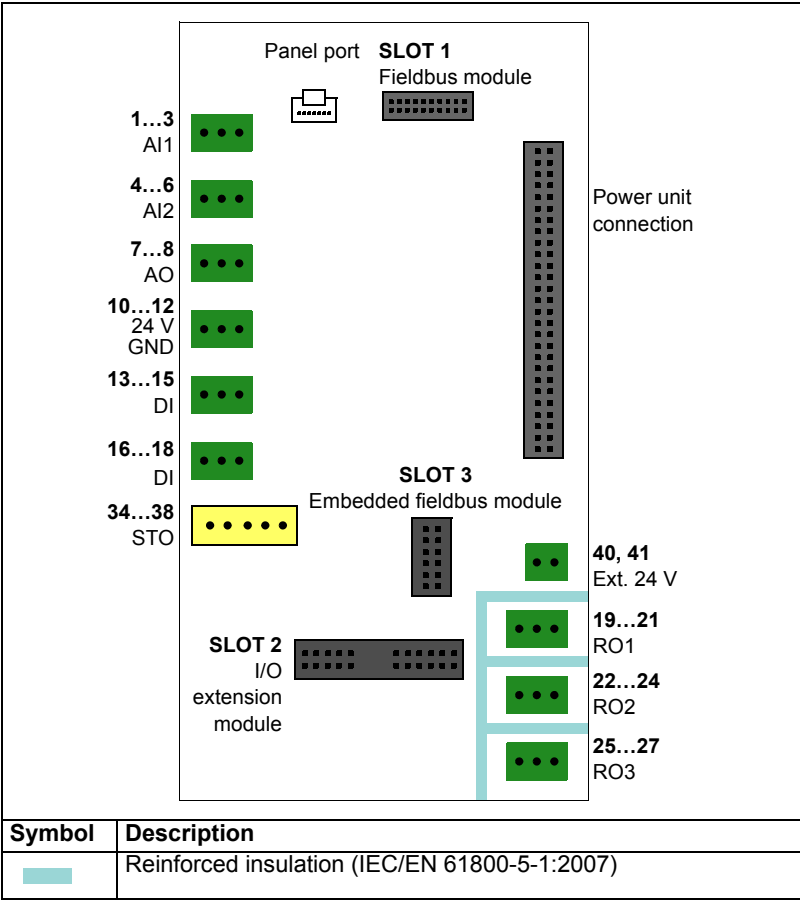 Panel port
SLOT 1
Fieldbus module
1…3
AI1
4…6
AI2
7…8
AO
10…12
24 V
GND
13…15
DI
16…18
DI
34…38
STO
Power unit
connection
SLOT 3
Embedded fieldbus module
40, 41
Ext. 24 V
19…21
RO1
SLOT 2
I/O
extension
module
22…24
RO2
25…27
RO3
Symbol Description
Reinforced insulation (IEC/EN 61800-5-1:2007)